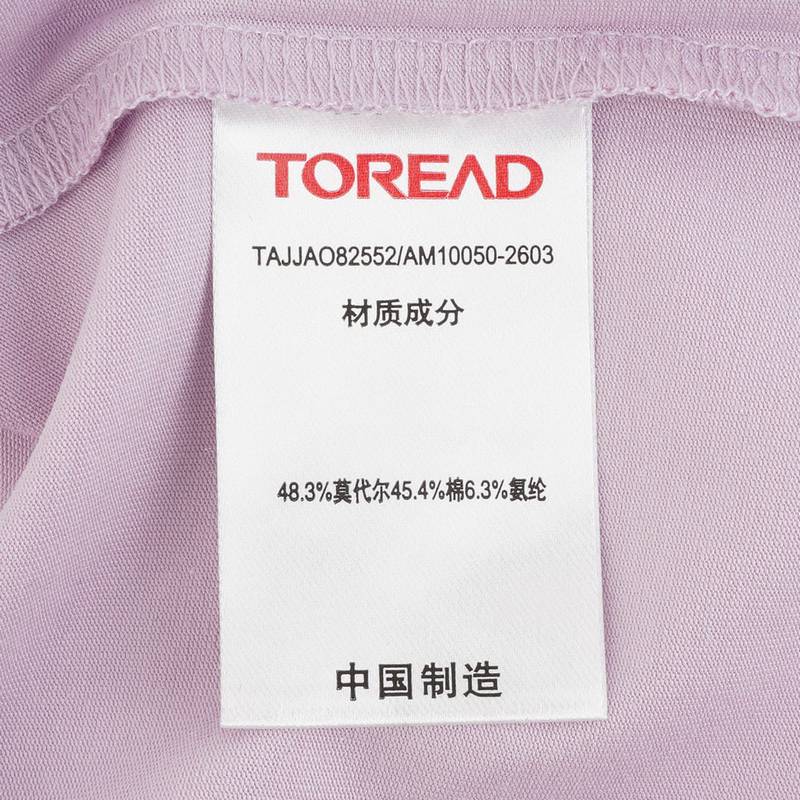 TOREAD
TAJJAO82552/AM10050-2603
材质成分
48.3%莫代尔45.4%棉6.3%氨纶
中国制造